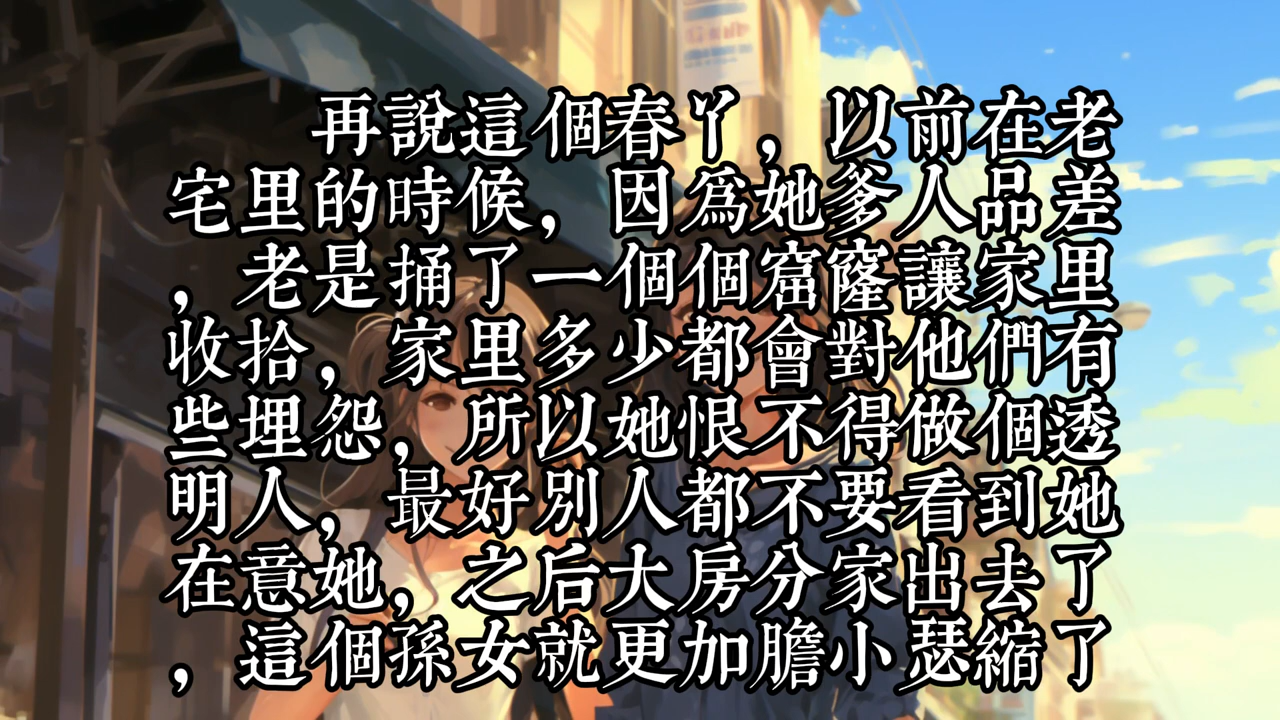 再說這個春丫，以前在老
宅里的時候，因爲她爹人品差
，老是捅了一個個窟窿讓家里
收拾，家里多少都會對他們有
些埋怨，所以她恨不得做個透
明人，最好別人都不要看到她
在意她，之后大房分家出去了
，這個孫女就更加膽小瑟縮了